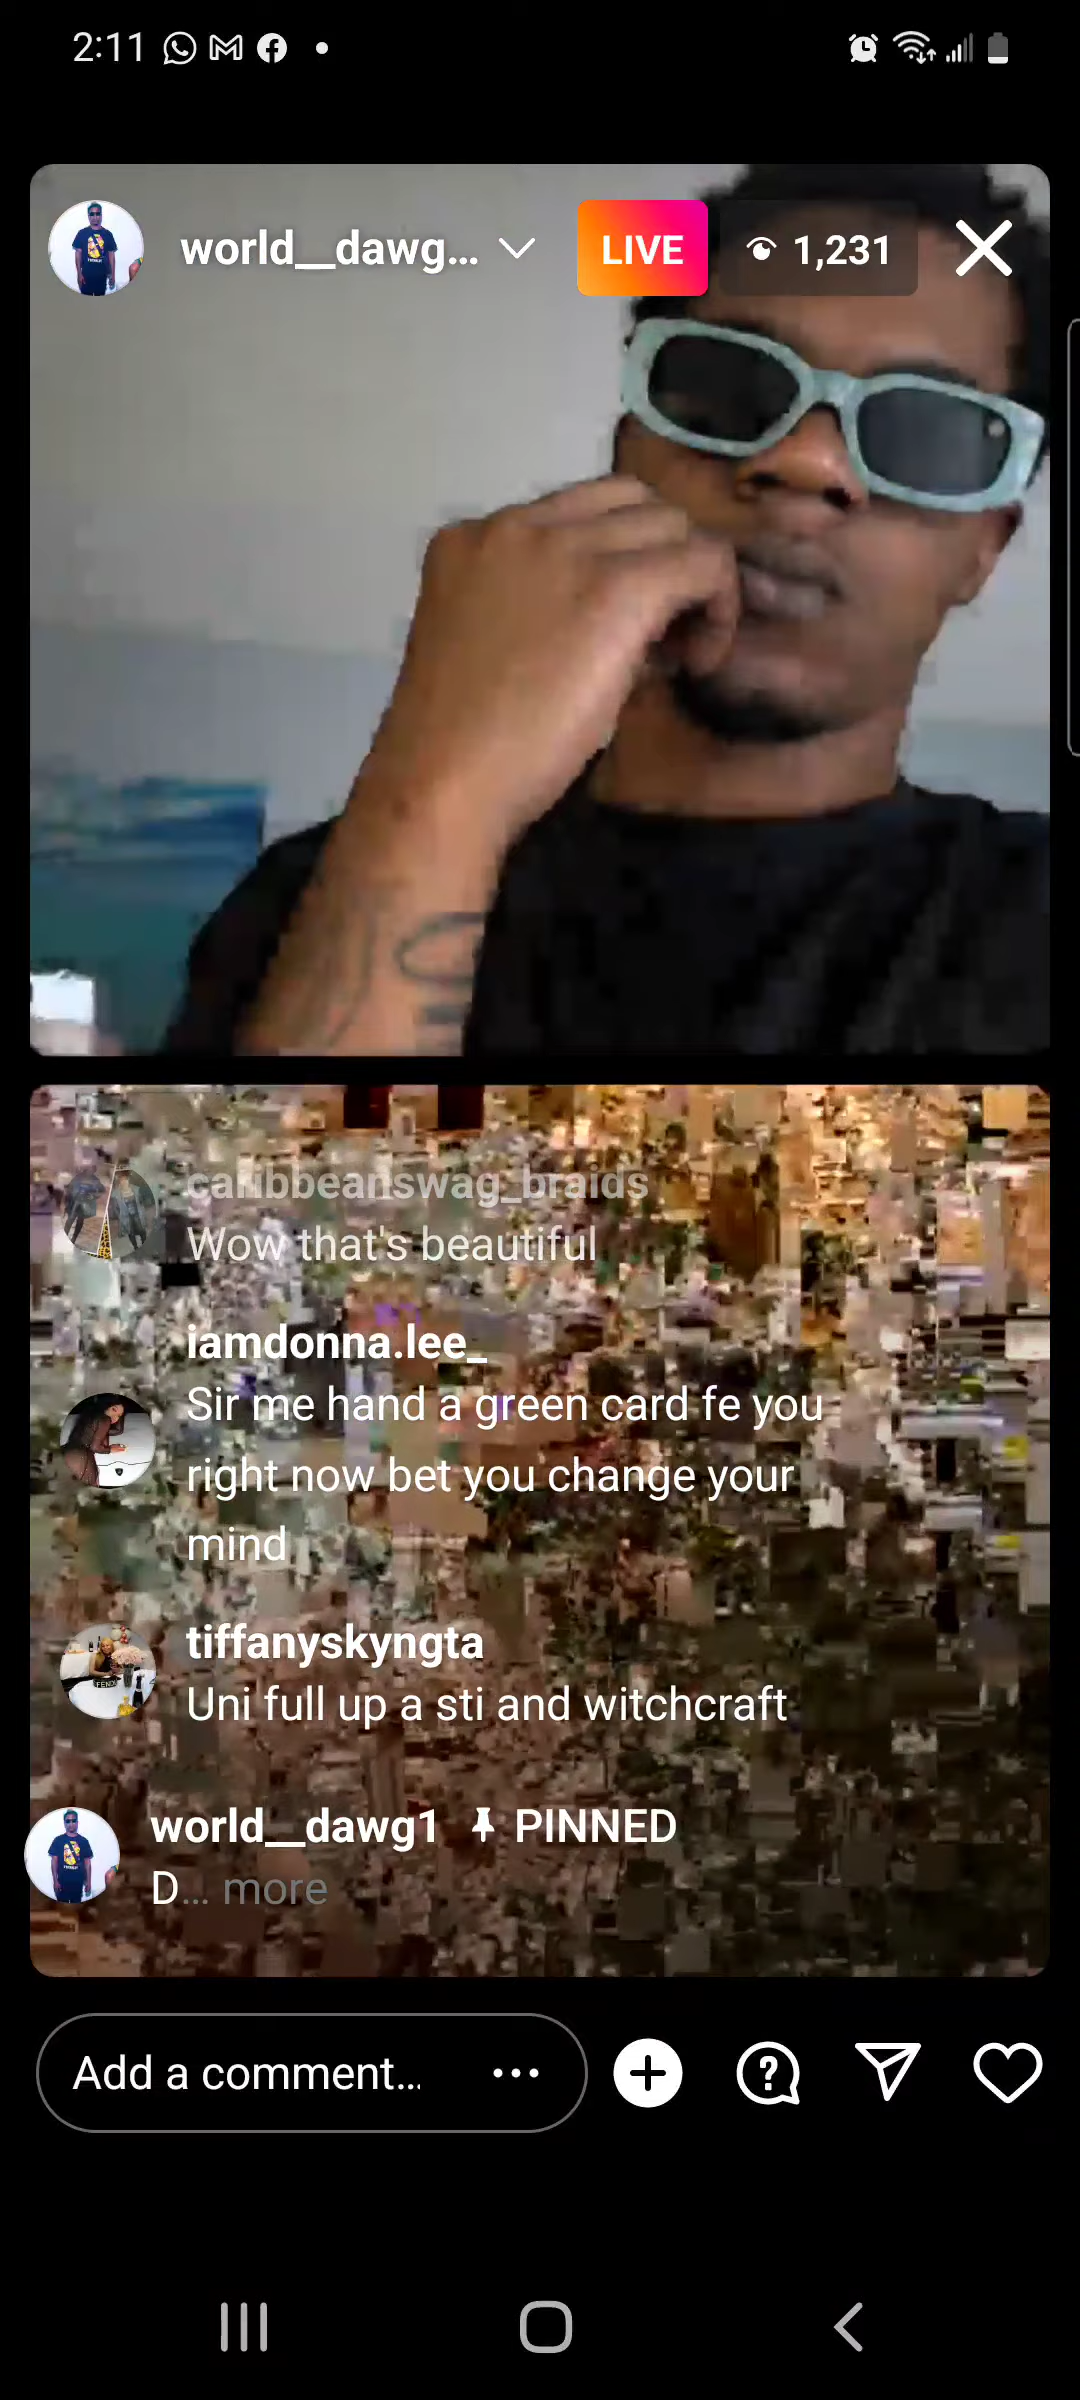 2:11
world__dawg...
LIVE
1,231
caribbeanswag_braids
Wow that's beautiful
iamdonna.lee_
Sir me hand a green card fe you
right now bet you change your
mind
tiffanyskyngta
Uni full up a sti and witchcraft
world__dawg1 PINNED
D... more
Add a comment...